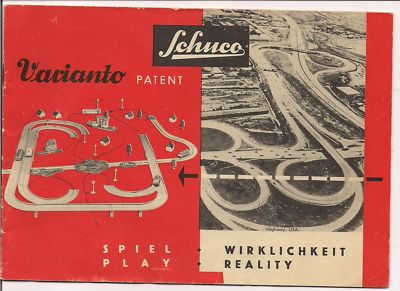 Schuco
Varianto PATENT
Highway, USA
SPIEL : WIRKLICHKEIT
PLAY : REALITY